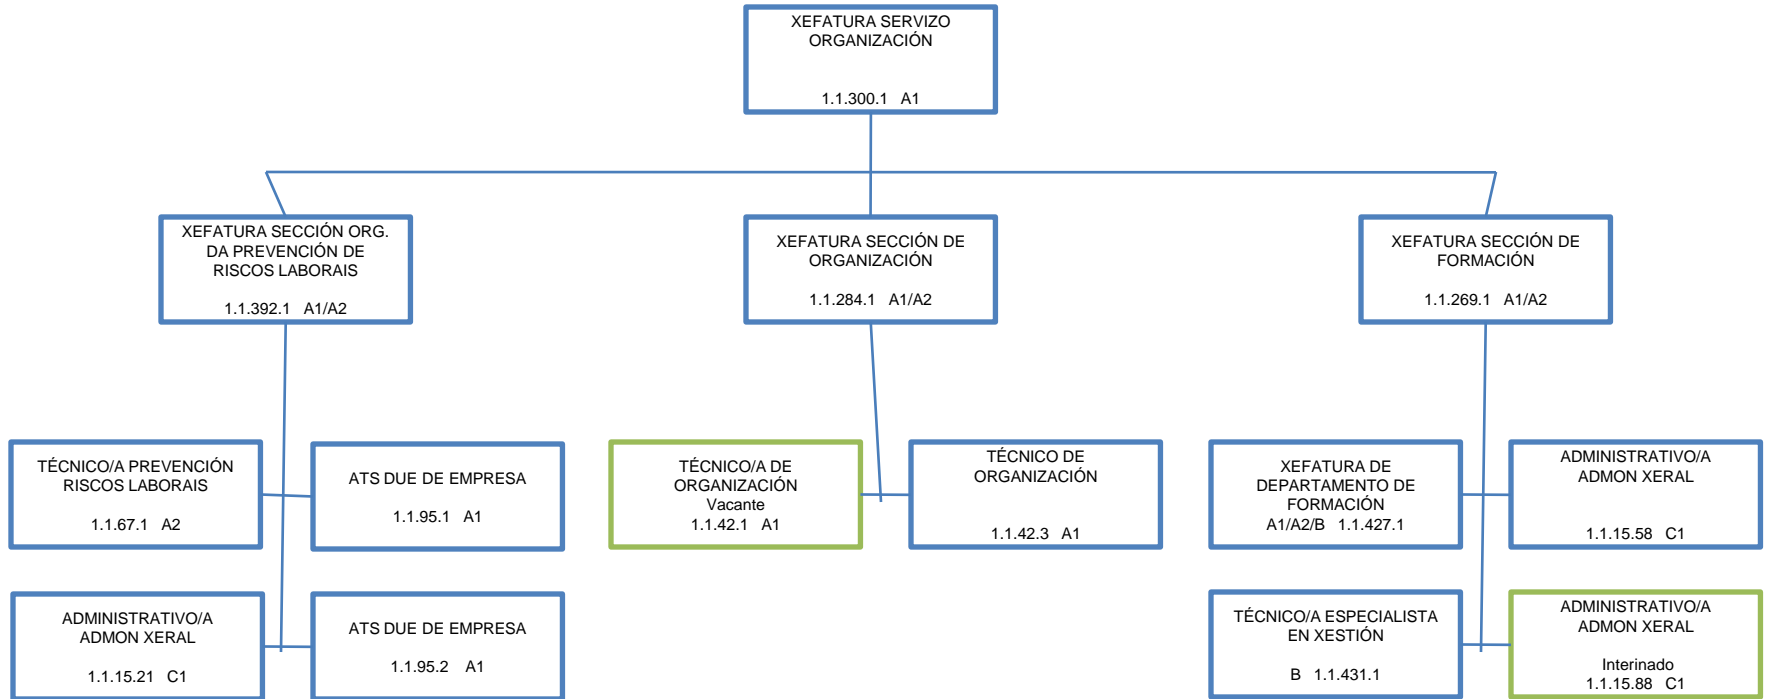 XEFATURA SERVIZO
ORGANIZACIÓN
1.1.300.1 A1
XEFATURA SECCIÓN ORG.
DA PREVENCIÓN DE
RISCOS LABORAIS
1.1.392.1 A1/A2
XEFATURA SECCIÓN DE
ORGANIZACIÓN
1.1.284.1 A1/A2
XEFATURA SECCIÓN DE
FORMACIÓN
1.1.269.1 A1/A2
TÉCNICO/A PREVENCIÓN
RISCOS LABORAIS
1.1.67.1 A2
ATS DUE DE EMPRESA
1.1.95.1 A1
TÉCNICO/A DE
ORGANIZACIÓN
Vacante
1.1.42.1 A1
TÉCNICO DE
ORGANIZACIÓN
1.1.42.3 A1
XEFATURA DE
DEPARTAMENTO DE
FORMACIÓN
A1/A2/B 1.1.427.1
ADMINISTRATIVO/A
ADMON XERAL
1.1.15.58 C1
ADMINISTRATIVO/A
ADMON XERAL
1.1.15.21 C1
ATS DUE DE EMPRESA
1.1.95.2 A1
TÉCNICO/A ESPECIALISTA
EN XESTIÓN
B 1.1.431.1
ADMINISTRATIVO/A
ADMON XERAL
Interinado
1.1.15.88 C1